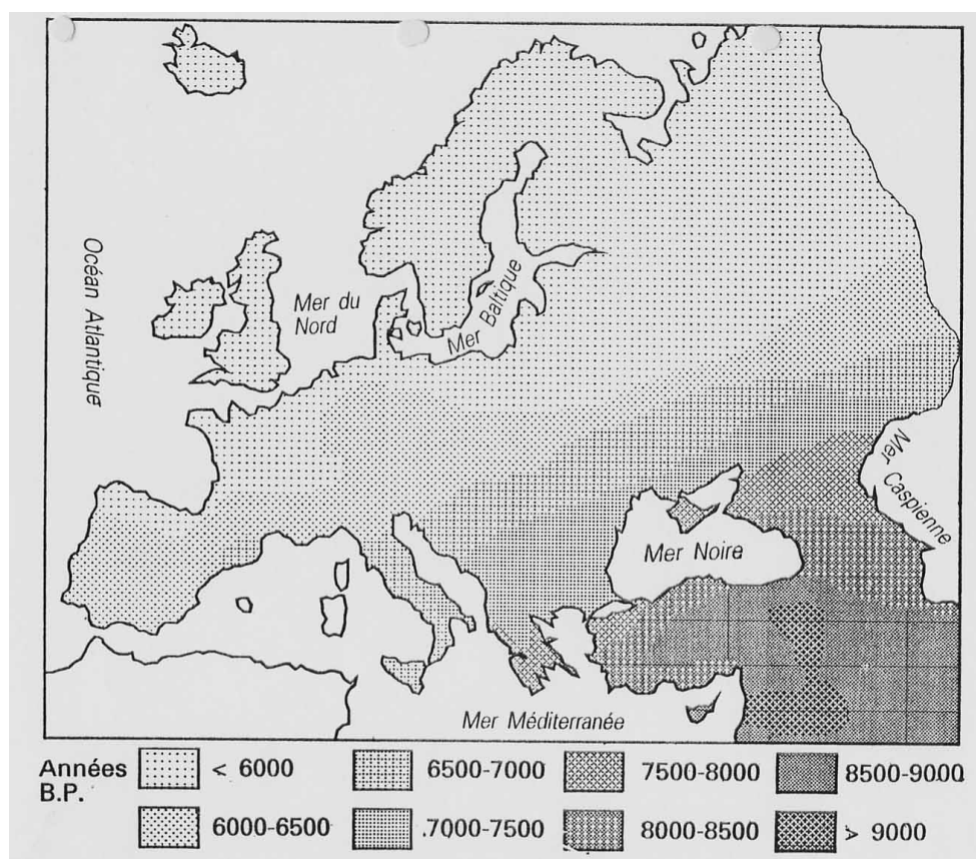 Océan Atlantique
Mer du
Nord
Mer Baltique
Mer Caspienne
Mer Noire
Mer Méditerranée
Années
B.P.
< 6000
6500-7000
7500-8000
8500-9000
6000-6500
.7000-7500
8000-8500
> 9000